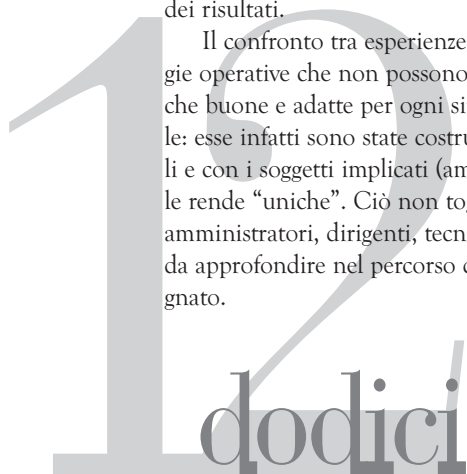 dei risultati.
Il confronto tra esperienze
gie operative che non possono
che buone e adatte per ogni si
le: esse infatti sono state costru
li e con i soggetti implicati (am
le rende “uniche”. Ciò non tog
amministratori, dirigenti, tecn
da approfondire nel percorso c
gnato.
12
dodici